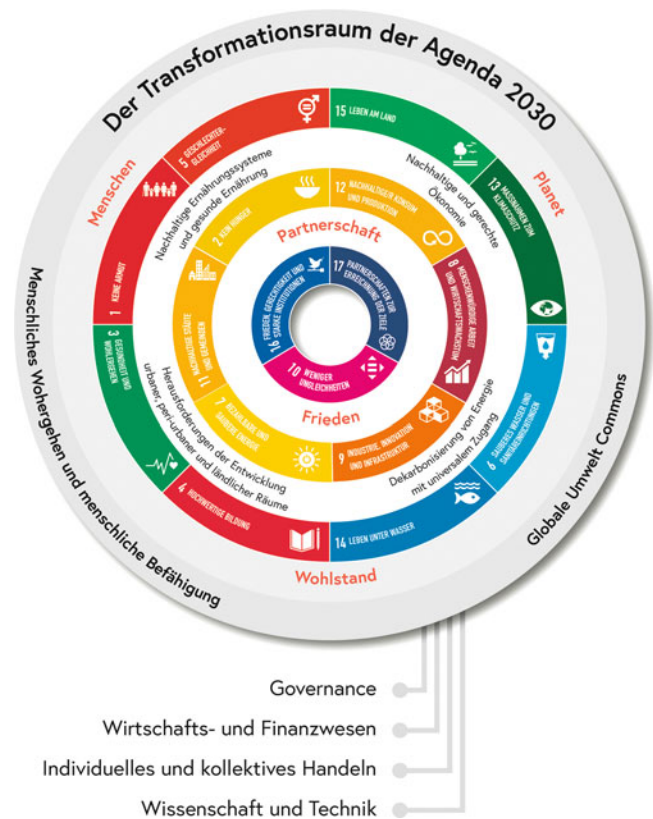 Der Transformationsraum der Agenda 2030
Menschen
Planet
Menschliches Wohergehen und menschliche Befähigung
Globale Umwelt Commons
Wohlstand
1 KEINE ARMUT
5 GESCHLECHTER-
GLEICHHEIT
15 LEBEN AM LAND
13 MASSNAHMEN ZUM
KLIMASCHUTZ
6 SAUBERES WASSER UND
SANITÄREINRICHTUNGEN
14 LEBEN UNTER WASSER
4 HOCHWERTIGE BILDUNG
3 GESUNDHEIT UND
WOHLERGEHEN
Nachhaltige Ernährungssysteme
und gesunde Ernährung
Nachhaltige und gerechte
Ökonomie
Dekarbonisierung von Energie
mit universalem Zugang
Herausforderungen der Entwicklung
urbaner, peri-urbaner und ländlicher Räume
2 KEIN HUNGER
12 NACHHALTIGER KONSUM
UND PRODUKTION
8 MENSCHENWÜRDIGE ARBEIT
UND WIRTSCHAFTSWACHSTUM
9 INDUSTRIE, INNOVATION
UND INFRASTRUKTUR
7 BEZAHLBARE UND
SAUBERE ENERGIE
11 NACHHALTIGE STÄDTE
UND GEMEINDEN
Partnerschaft
16 FRIEDEN, GERECHTIGKEIT UND
STARKE INSTITUTIONEN
17 PARTNERSCHAFTEN ZUR
ERREICHNUNG DER ZIELE
10 WENIGER
UNGLEICHHEITEN
Frieden
Governance
Wirtschafts- und Finanzwesen
Individuelles und kollektives Handeln
Wissenschaft und Technik